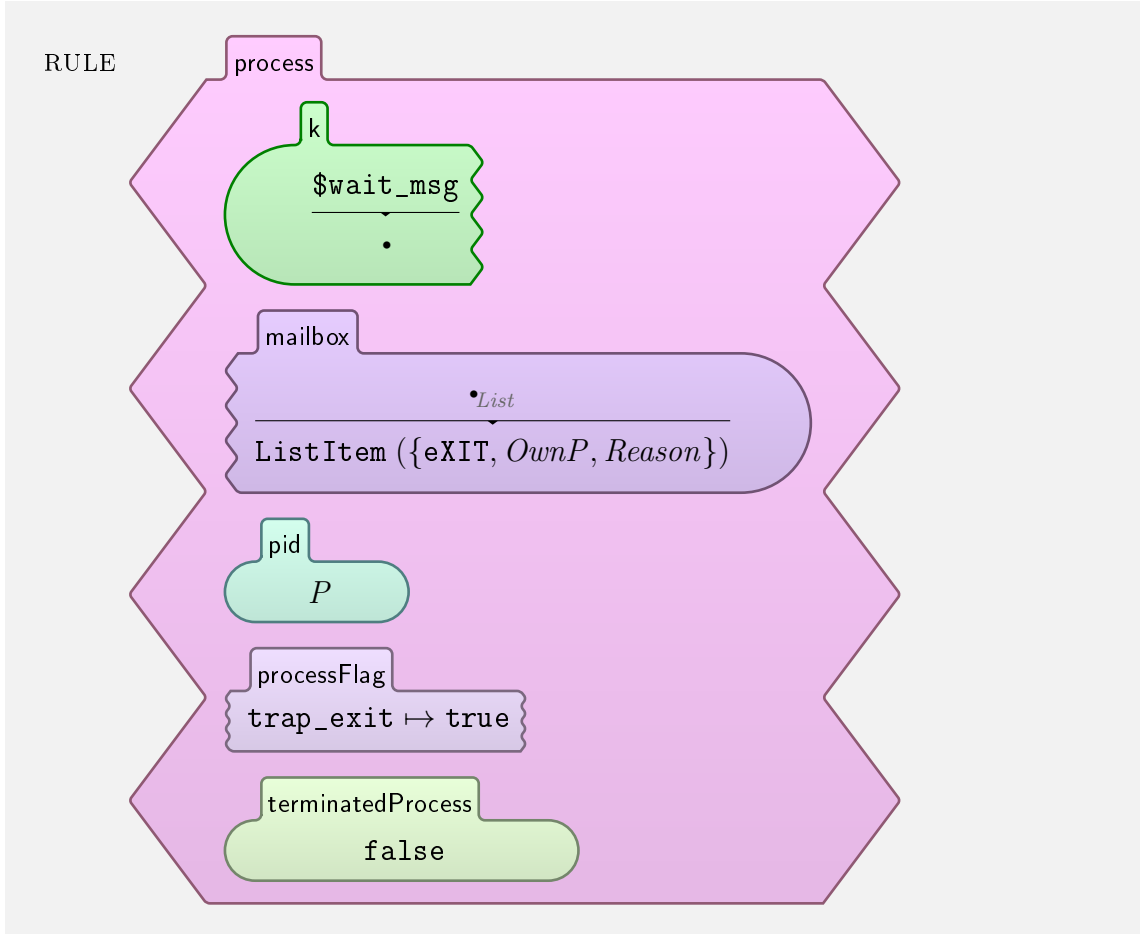 RULE
process
k
$wait_msg
•
mailbox
•List
ListItem ({eXIT, OwnP, Reason})
pid
P
processFlag
trap_exit ↦ true
terminatedProcess
false